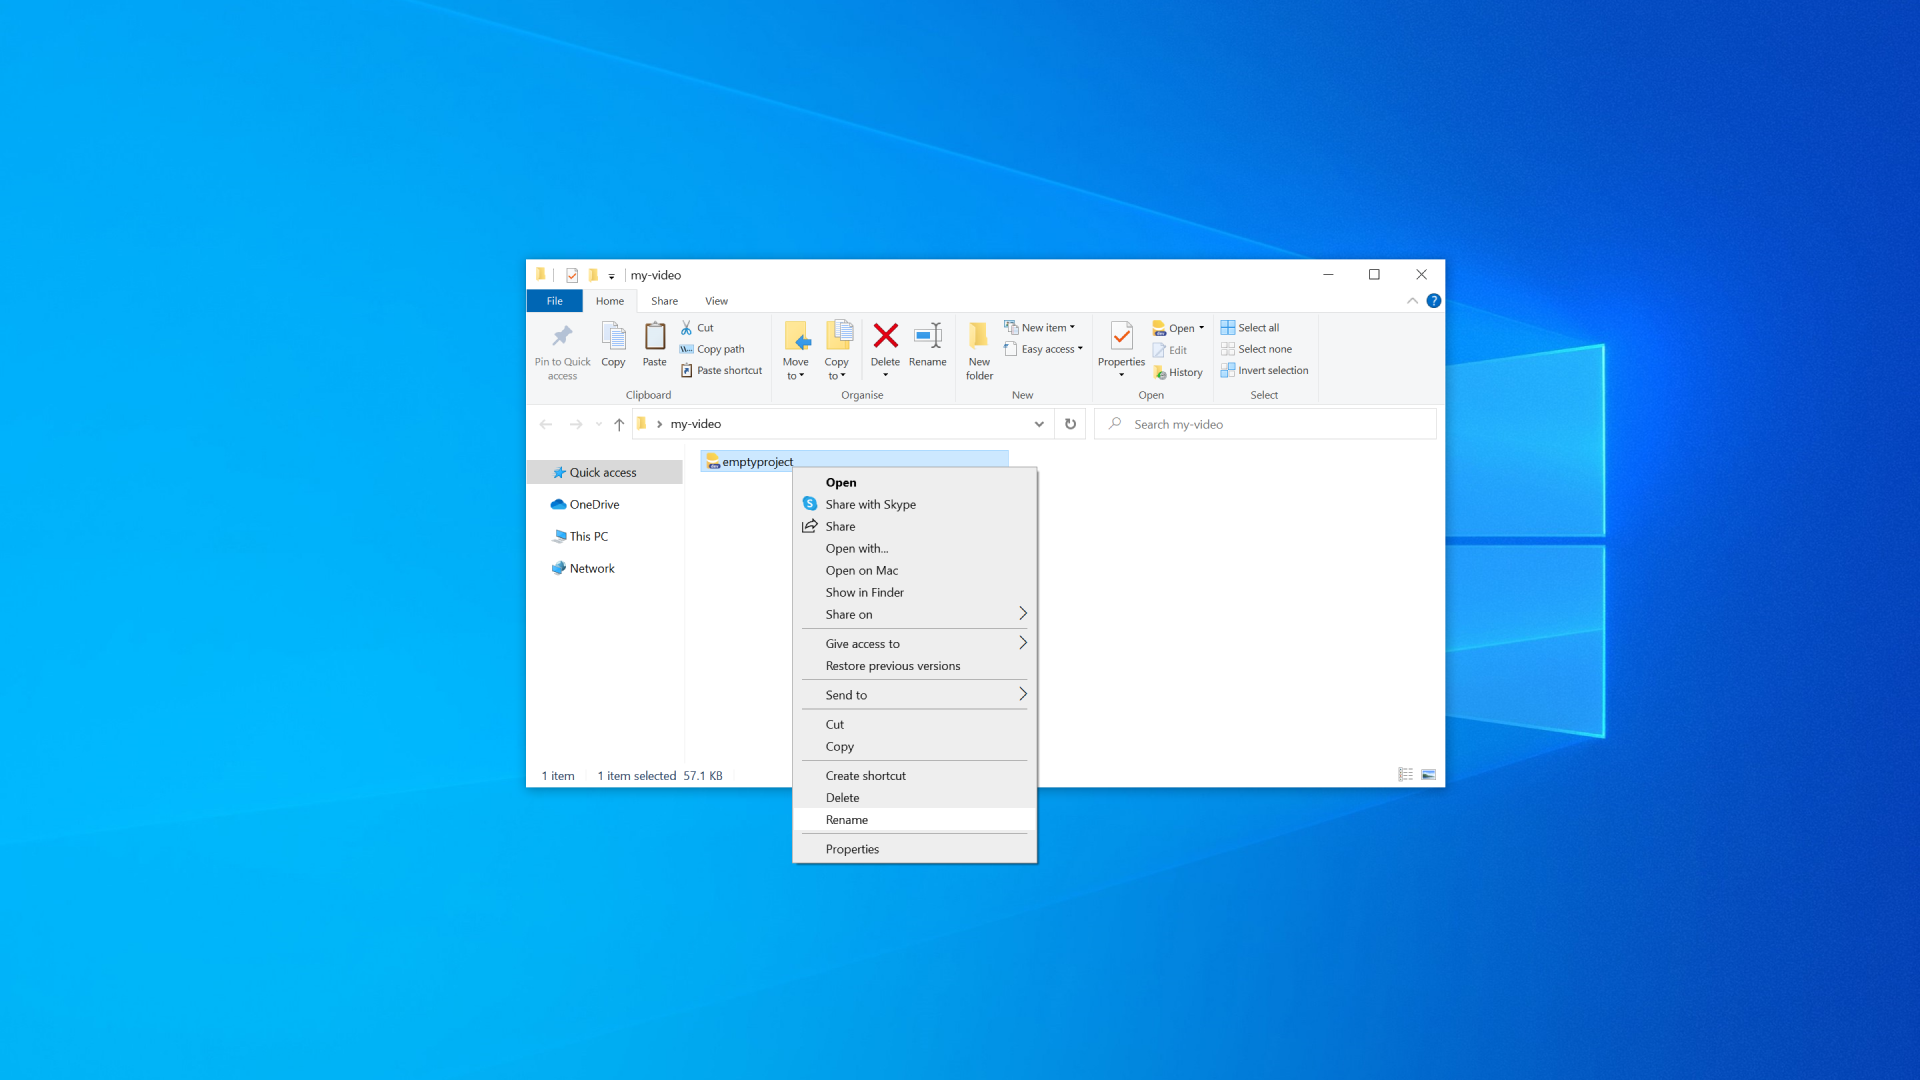 my-video
File Home Share View
?
Pin to Quick access
Copy
Paste
Cut
Copy path
Paste shortcut
Clipboard
Move to
Copy to
Delete
Rename
Organise
New folder
New item
Easy access
New
Properties
Open
Edit
History
Open
Select all
Select none
Invert selection
Select
my-video
Search my-video
Quick access
OneDrive
This PC
Network
emptyproject
Open
S Share with Skype
Share
Open with...
Open on Mac
Show in Finder
Share on
Give access to
Restore previous versions
Send to
Cut
Copy
Create shortcut
Delete
Rename
Properties
1 item 1 item selected 57.1 KB